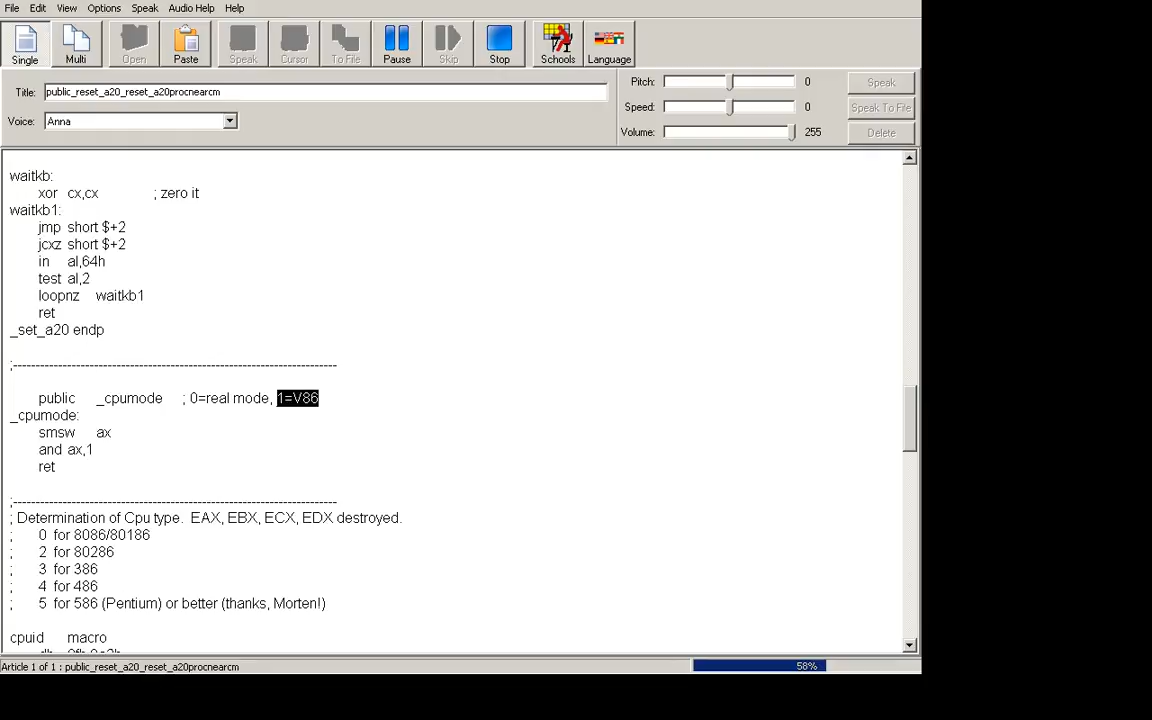 File Edit View Options Speak Audio Help Help
Single Multi Open Paste Speak Cursor To File Pause Skip Stop Schools Language
Title: public_reset_a20_reset_a20procnearcm
Voice: Anna
Pitch: 0 Speak
Speed: 0 Speak To File
Volume: 255 Delete
waitkb:
xor cx,cx ; zero it
waitkb1:
jmp short $+2
jcxz short $+2
in al,64h
test al,2
loopnz waitkb1
ret
_set_a20 endp
;-----------------------------------------------------------------------
public _cpumode ; 0=real mode, 1=V86
_cpumode:
smsw ax
and ax,1
ret
;-----------------------------------------------------------------------
; Determination of Cpu type. EAX, EBX, ECX, EDX destroyed.
; 0 for 8086/80186
; 2 for 80286
; 3 for 386
; 4 for 486
; 5 for 586 (Pentium) or better (thanks, Morten!)
cpuid macro
Article 1 of 1 : public_reset_a20_reset_a20procnearcm 58%